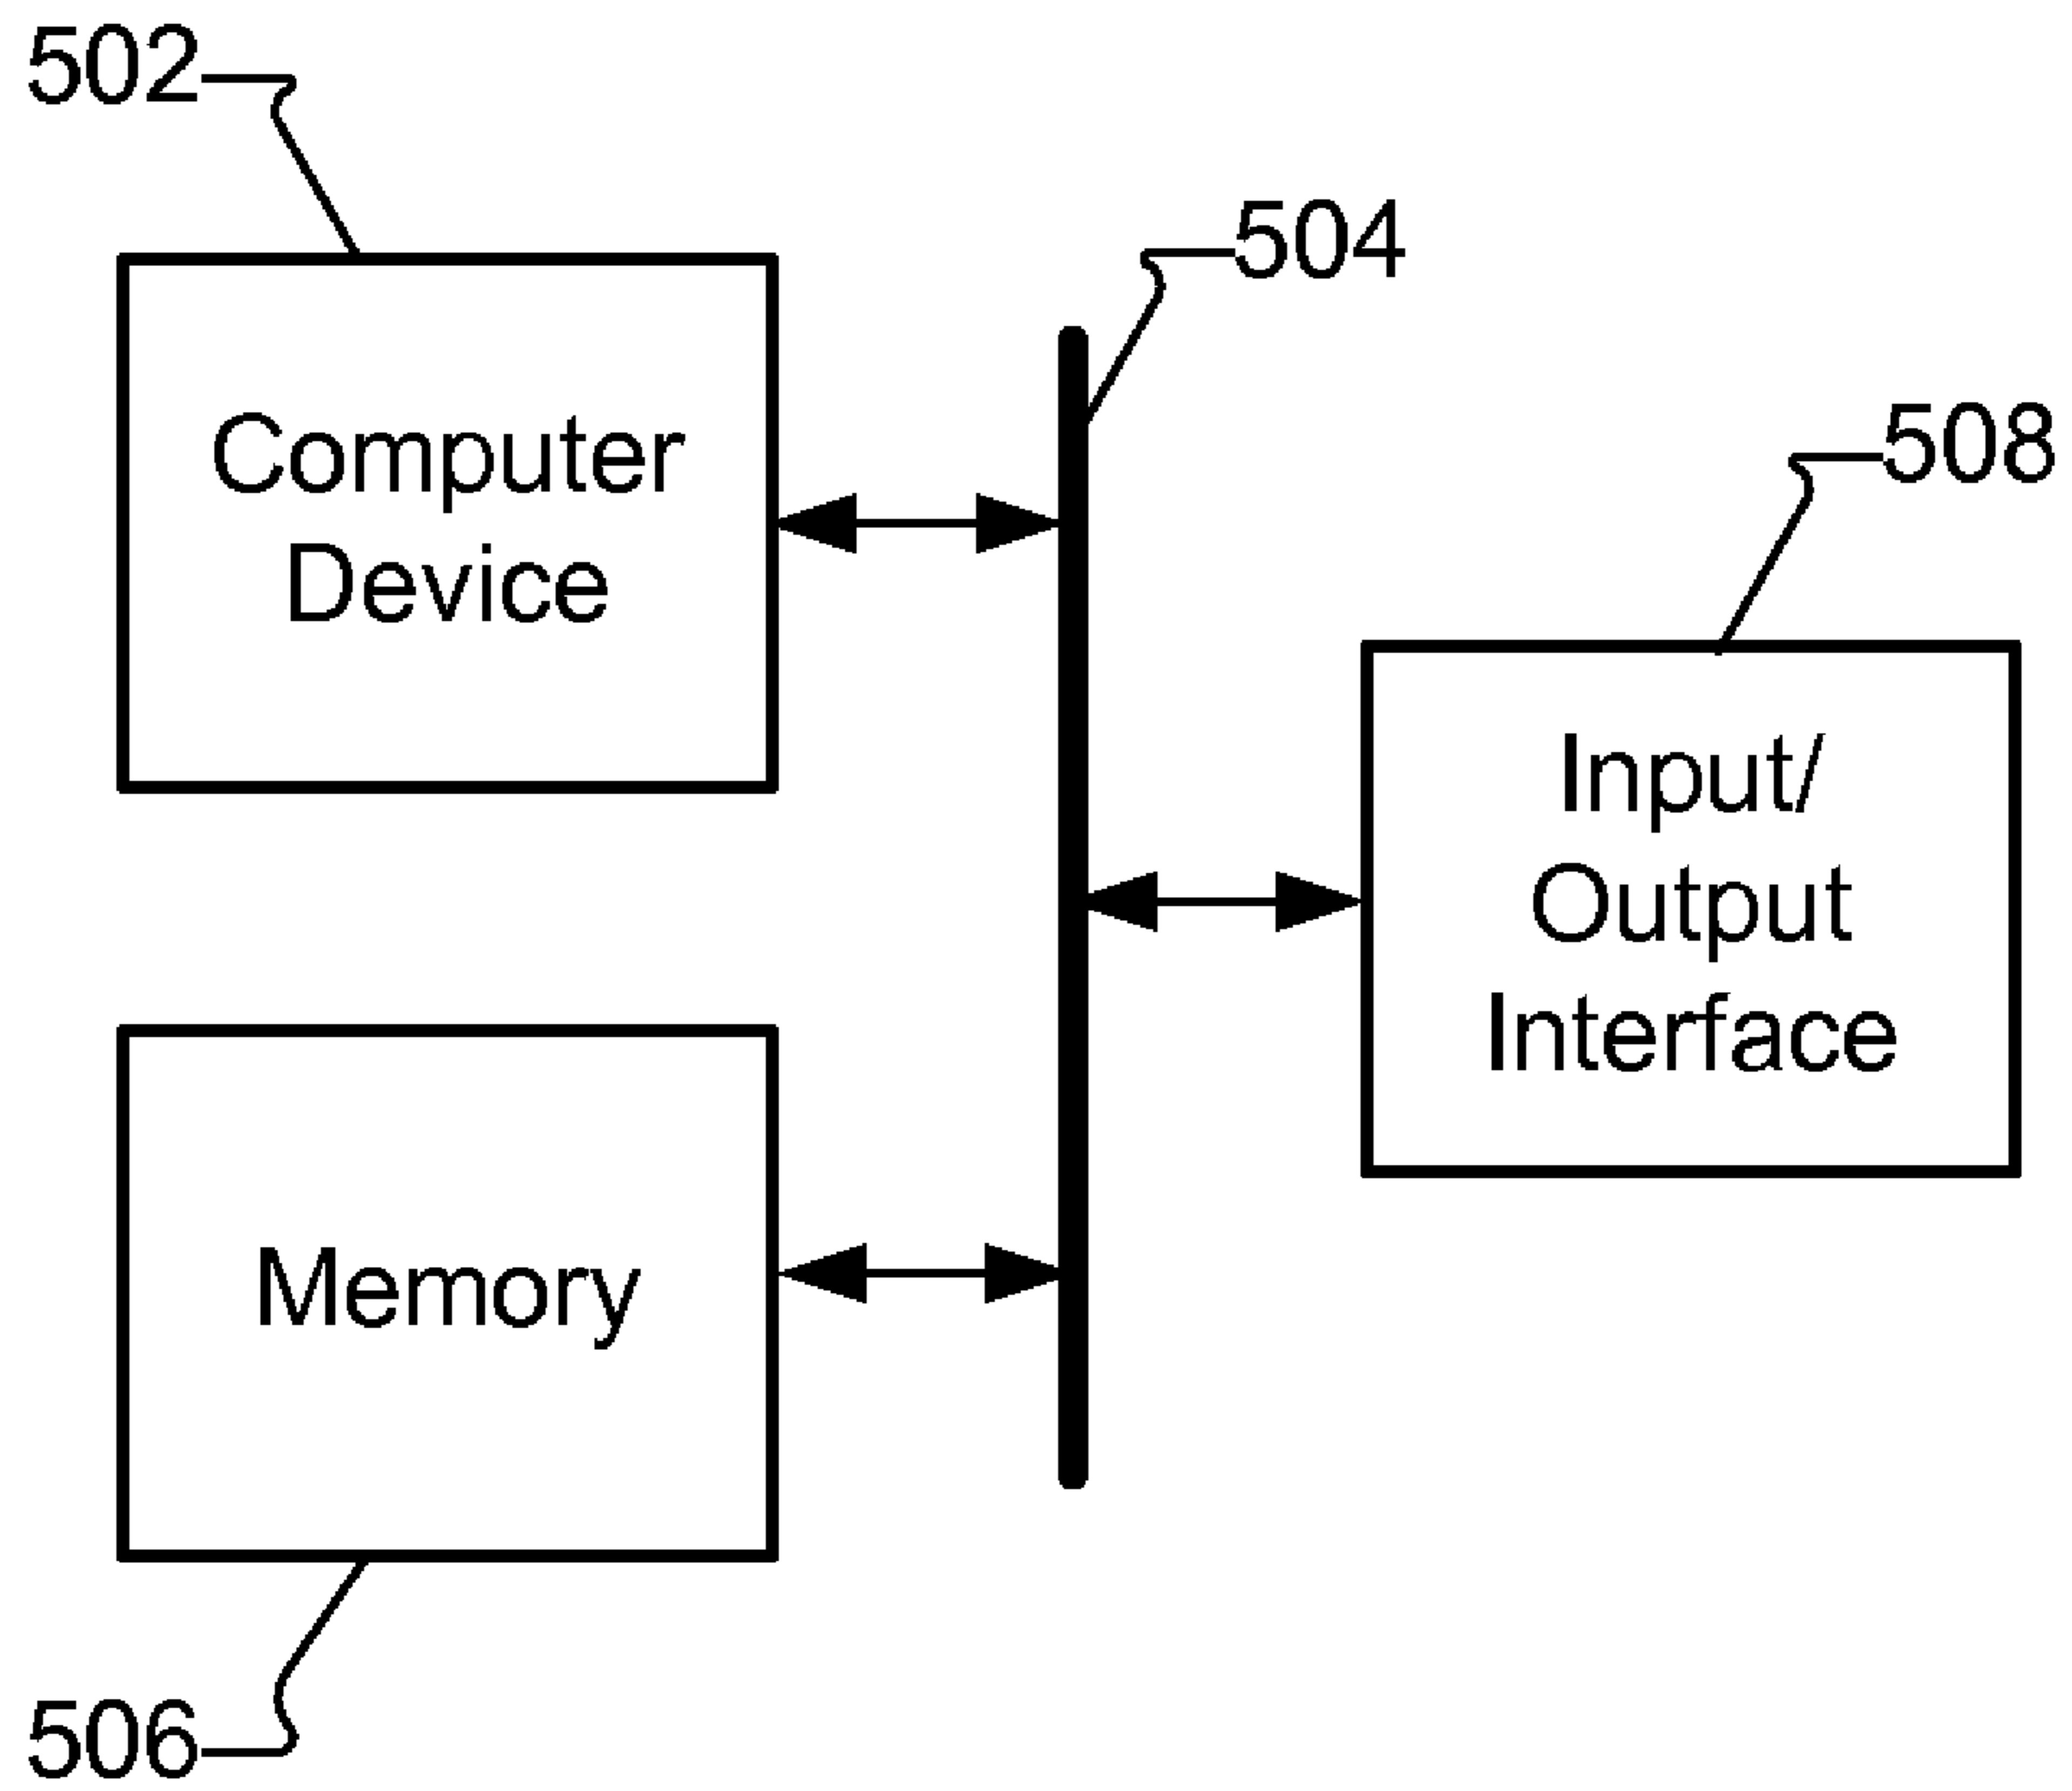 502
504
508
Computer
Device
Input/
Output
Interface
Memory
506